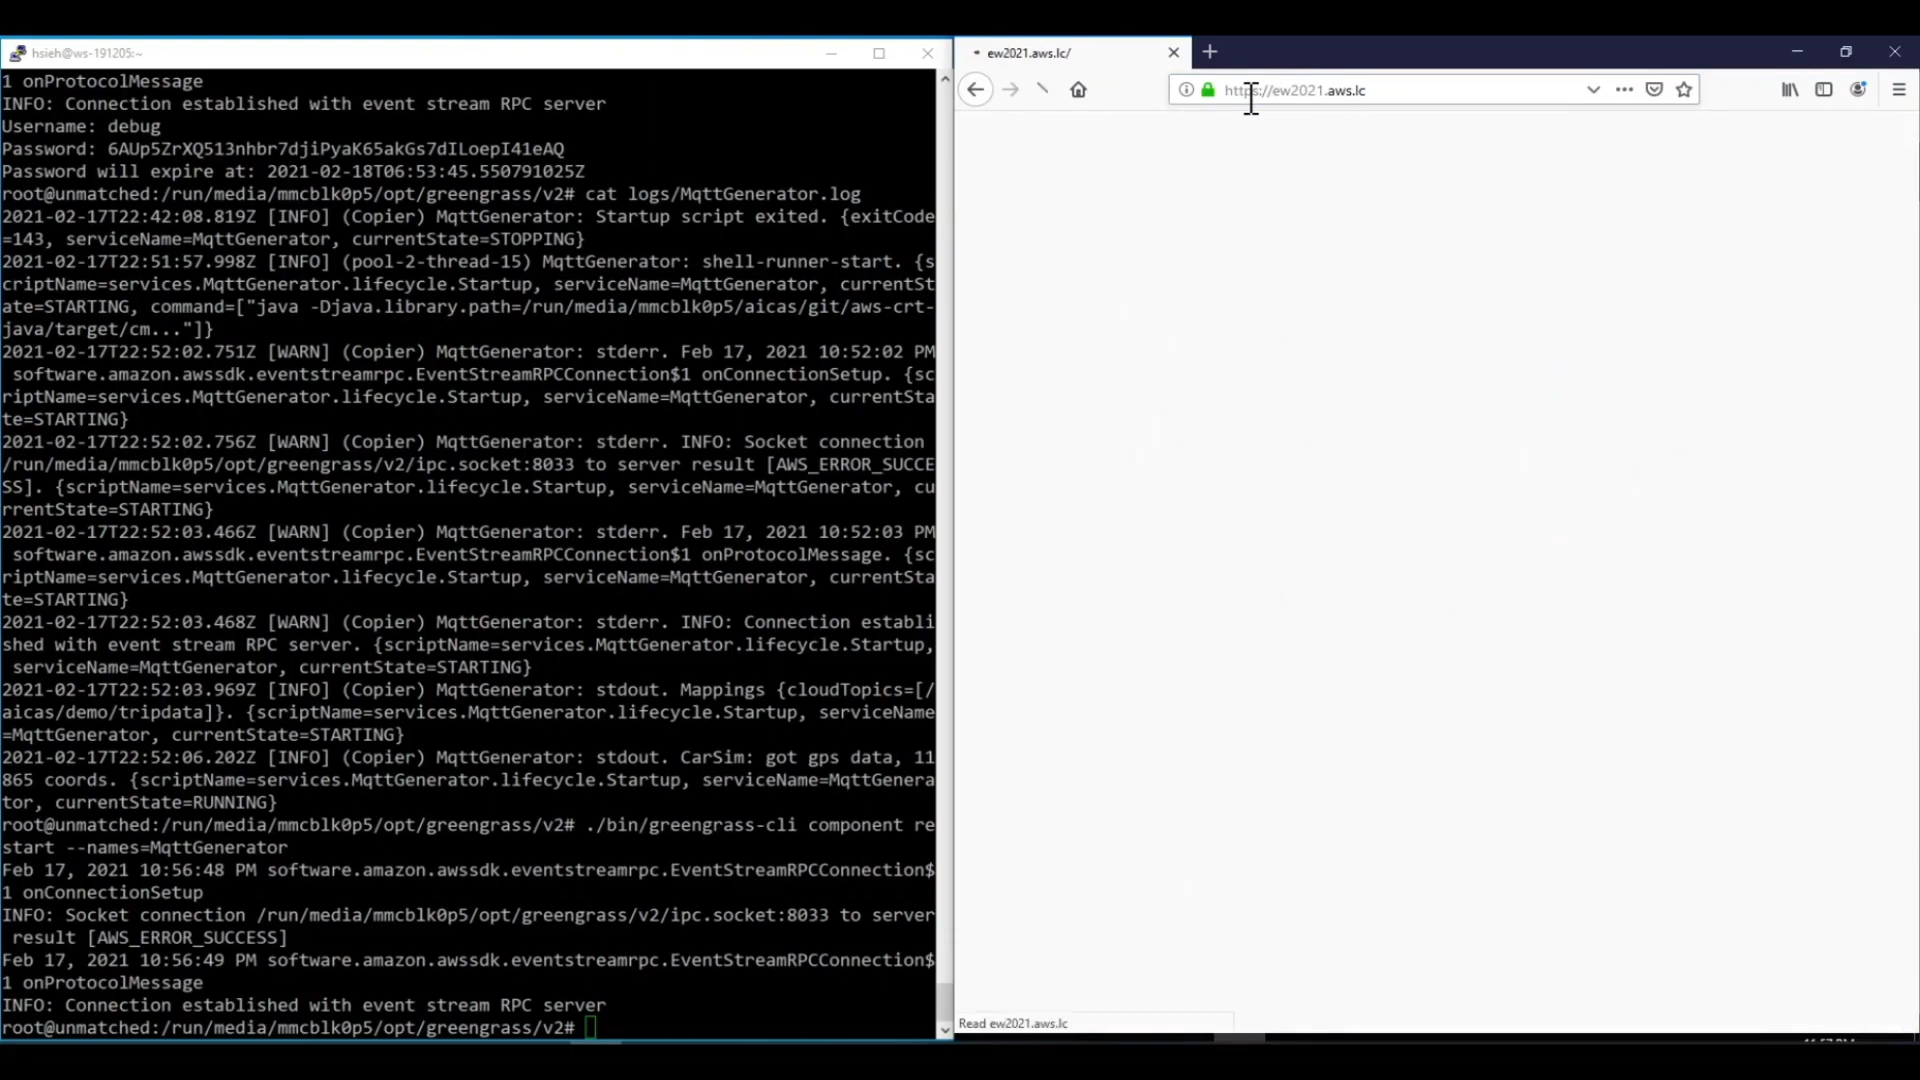 hsieh@ws-191205:~
1 onProtocolMessage
INFO: Connection established with event stream RPC server
Username: debug
Password: 6AUp5ZrXQ513nhbr7djiPyaK65akGs7dILoepI41eAQ
Password will expire at: 2021-02-18T06:53:45.550791025Z
root@unmatched:/run/media/mmcblk0p5/opt/greengrass/v2# cat logs/MqttGenerator.log
2021-02-17T22:42:08.819Z [INFO] (Copier) MqttGenerator: Startup script exited. {exitCode
=143, serviceName=MqttGenerator, currentState=STOPPING}
2021-02-17T22:51:57.998Z [INFO] (pool-2-thread-15) MqttGenerator: shell-runner-start. {s
criptName=services.MqttGenerator.lifecycle.Startup, serviceName=MqttGenerator, currentSt
ate=STARTING, command=["java -Djava.library.path=/run/media/mmcblk0p5/aicas/git/aws-crt-
java/target/cm..."]}
2021-02-17T22:52:02.751Z [WARN] (Copier) MqttGenerator: stderr. Feb 17, 2021 10:52:02 PM
software.amazon.awssdk.eventstreamrpc.EventStreamRPCConnection$1 onConnectionSetup. {sc
riptName=services.MqttGenerator.lifecycle.Startup, serviceName=MqttGenerator, currentSta
te=STARTING}
2021-02-17T22:52:02.756Z [WARN] (Copier) MqttGenerator: stderr. INFO: Socket connection
/run/media/mmcblk0p5/opt/greengrass/v2/ipc.socket:8033 to server result [AWS_ERROR_SUCCE
SS]. {scriptName=services.MqttGenerator.lifecycle.Startup, serviceName=MqttGenerator, cu
rrentState=STARTING}
2021-02-17T22:52:03.466Z [WARN] (Copier) MqttGenerator: stderr. Feb 17, 2021 10:52:03 PM
software.amazon.awssdk.eventstreamrpc.EventStreamRPCConnection$1 onProtocolMessage. {sc
riptName=services.MqttGenerator.lifecycle.Startup, serviceName=MqttGenerator, currentSta
te=STARTING}
2021-02-17T22:52:03.468Z [WARN] (Copier) MqttGenerator: stderr. INFO: Connection establi
shed with event stream RPC server. {scriptName=services.MqttGenerator.lifecycle.Startup,
serviceName=MqttGenerator, currentState=STARTING}
2021-02-17T22:52:03.969Z [INFO] (Copier) MqttGenerator: stdout. Mappings {cloudTopics=[/
aicas/demo/tripdata]}. {scriptName=services.MqttGenerator.lifecycle.Startup, serviceName
=MqttGenerator, currentState=STARTING}
2021-02-17T22:52:06.202Z [INFO] (Copier) MqttGenerator: stdout. CarSim: got gps data, 11
865 coords. {scriptName=services.MqttGenerator.lifecycle.Startup, serviceName=MqttGenera
tor, currentState=RUNNING}
root@unmatched:/run/media/mmcblk0p5/opt/greengrass/v2# ./bin/greengrass-cli component re
start --names=MqttGenerator
Feb 17, 2021 10:56:48 PM software.amazon.awssdk.eventstreamrpc.EventStreamRPCConnection$
1 onConnectionSetup
INFO: Socket connection /run/media/mmcblk0p5/opt/greengrass/v2/ipc.socket:8033 to server
result [AWS_ERROR_SUCCESS]
Feb 17, 2021 10:56:49 PM software.amazon.awssdk.eventstreamrpc.EventStreamRPCConnection$
1 onProtocolMessage
INFO: Connection established with event stream RPC server
root@unmatched:/run/media/mmcblk0p5/opt/greengrass/v2#
ew2021.aws.lc/
https://ew2021.aws.lc
Read ew2021.aws.lc